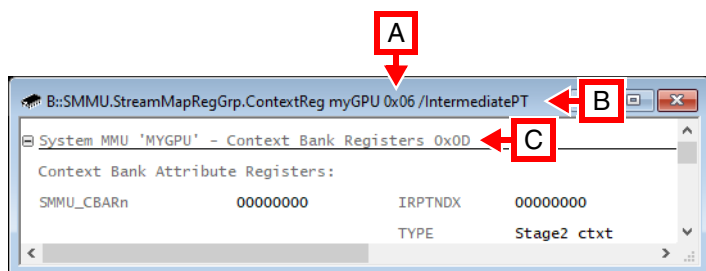 A
B::SMMU.StreamMapRegGrp.ContextReg myGPU 0x06 /IntermediatePT B
System MMU 'MYGPU' - Context Bank Registers 0x0D C
Context Bank Attribute Registers:
SMMU_CBARn 00000000 IRPTNDX 00000000
TYPE Stage2 ctxt